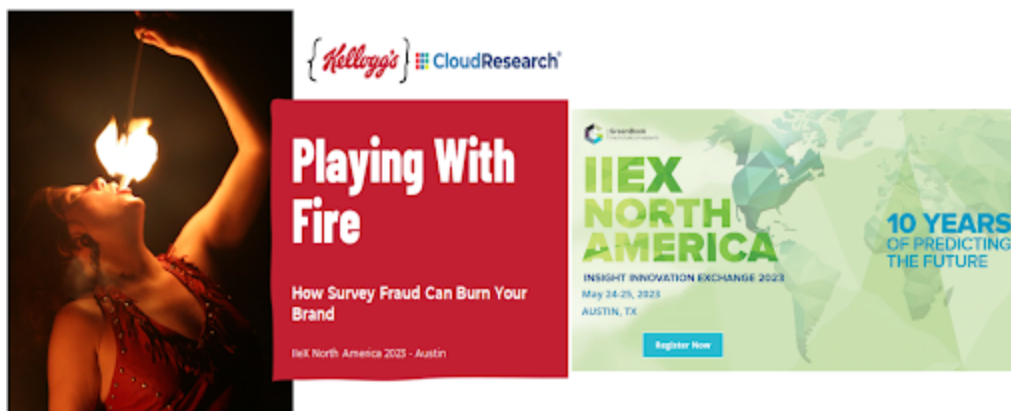 {Kellogg's} CloudResearch®
Playing With
Fire
How Survey Fraud Can Burn Your
Brand
IIeX North America 2023 - Austin
GreenBook
IIEX
NORTH
AMERICA
INSIGHT INNOVATION EXCHANGE 2023
May 24-25, 2023
AUSTIN, TX
Register Now
10 YEARS
OF PREDICTING
THE FUTURE